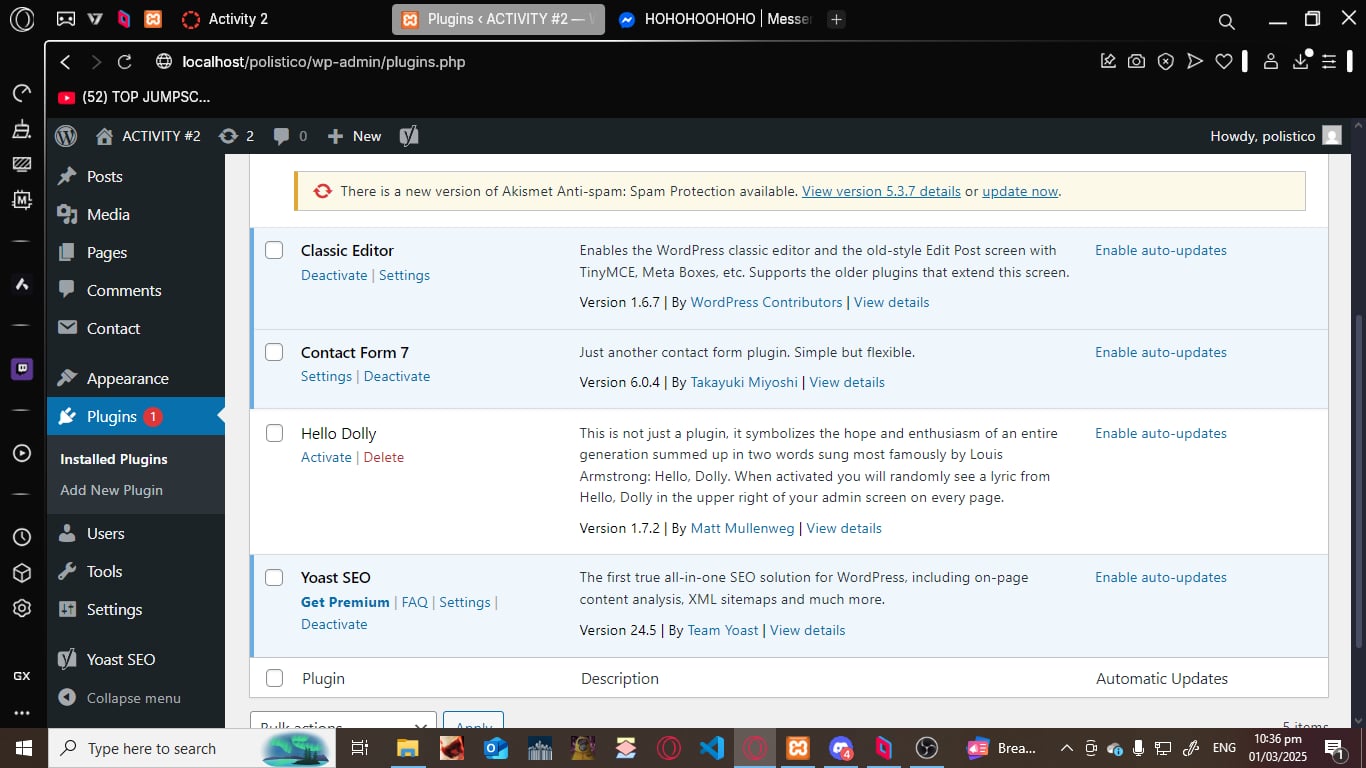 Activity 2
Plugins ‹ ACTIVITY #2 — W
HOHOHOOHOHO | Messe
localhost/polistico/wp-admin/plugins.php
(52) TOP JUMPSC...
ACTIVITY #2
2
0
New
Howdy, polistico
Posts
Media
Pages
Comments
Contact
Appearance
Plugins 1
Installed Plugins
Add New Plugin
Users
Tools
Settings
Yoast SEO
Collapse menu
There is a new version of Akismet Anti-spam: Spam Protection available. View version 5.3.7 details or update now.
Classic Editor
Deactivate | Settings
Enables the WordPress classic editor and the old-style Edit Post screen with
TinyMCE, Meta Boxes, etc. Supports the older plugins that extend this screen.
Version 1.6.7 | By WordPress Contributors | View details
Enable auto-updates
Contact Form 7
Settings | Deactivate
Just another contact form plugin. Simple but flexible.
Version 6.0.4 | By Takayuki Miyoshi | View details
Enable auto-updates
Hello Dolly
Activate | Delete
This is not just a plugin, it symbolizes the hope and enthusiasm of an entire
generation summed up in two words sung most famously by Louis
Armstrong: Hello, Dolly. When activated you will randomly see a lyric from
Hello, Dolly in the upper right of your admin screen on every page.
Version 1.7.2 | By Matt Mullenweg | View details
Enable auto-updates
Yoast SEO
Get Premium | FAQ | Settings |
Deactivate
The first true all-in-one SEO solution for WordPress, including on-page
content analysis, XML sitemaps and much more.
Version 24.5 | By Team Yoast | View details
Enable auto-updates
Plugin
Description
Automatic Updates
Bulk actions
Apply
5 items
GX
Type here to search
4
Brea...
ENG
10:36 pm
01/03/2025
1